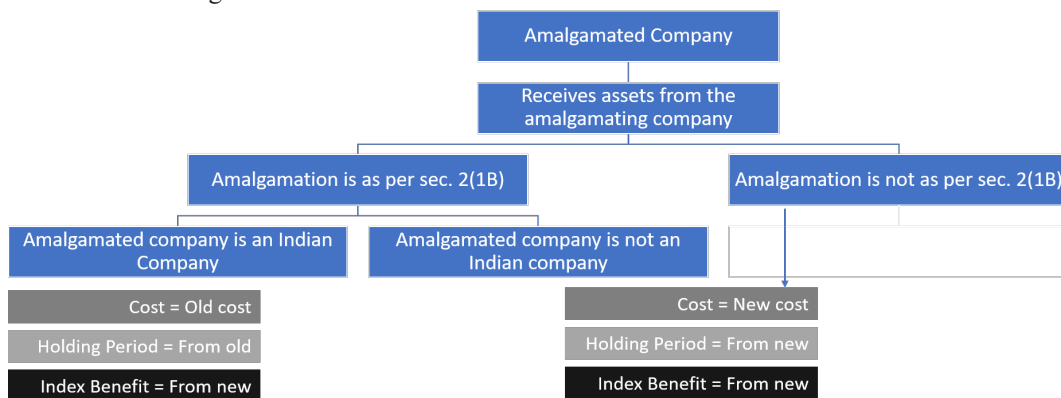 Amalgamated Company
Receives assets from the
amalgamating company
Amalgamation is as per sec. 2(1B)
Amalgamation is not as per sec. 2(1B)
Amalgamated company is an Indian
Company
Amalgamated company is not an
Indian company
Cost = Old cost
Holding Period = From old
Index Benefit = From new
Cost = New cost
Holding Period = From new
Index Benefit = From new